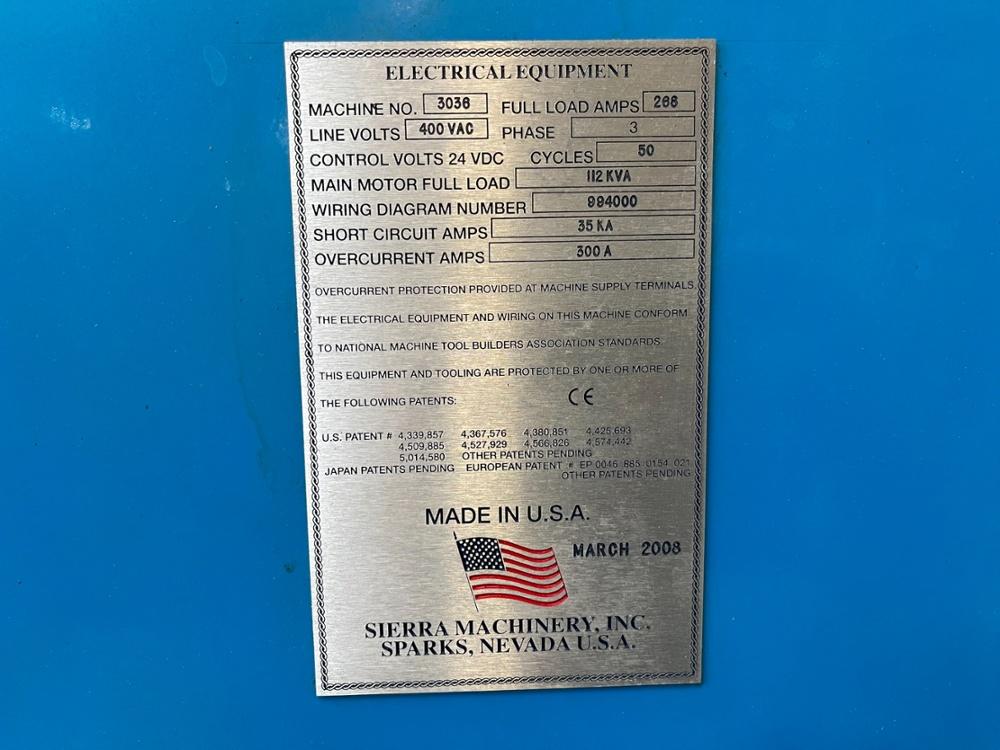 ELECTRICAL EQUIPMENT
MACHINE NO. 3036 FULL LOAD AMPS 268
LINE VOLTS 400 VAC PHASE 3
CONTROL VOLTS 24 VDC CYCLES 50
MAIN MOTOR FULL LOAD 112 KVA
WIRING DIAGRAM NUMBER 994000
SHORT CIRCUIT AMPS 35 KA
OVERCURRENT AMPS 300 A
OVERCURRENT PROTECTION PROVIDED AT MACHINE SUPPLY TERMINALS.
THE ELECTRICAL EQUIPMENT AND WIRING ON THIS MACHINE CONFORM
TO NATIONAL MACHINE TOOL BUILDERS ASSOCIATION STANDARDS.
THIS EQUIPMENT AND TOOLING ARE PROTECTED BY ONE OR MORE OF
THE FOLLOWING PATENTS: CE
U.S. PATENT # 4,339,857 4,367,576 4,380,851 4,425,693
4,509,885 4,527,929 4,566,826 4,574,442
5,014,580 OTHER PATENTS PENDING
JAPAN PATENTS PENDING EUROPEAN PATENT # EP 0046 885 0154 021
OTHER PATENTS PENDING
MADE IN U.S.A.
MARCH 2008
SIERRA MACHINERY, INC.
SPARKS, NEVADA U.S.A.